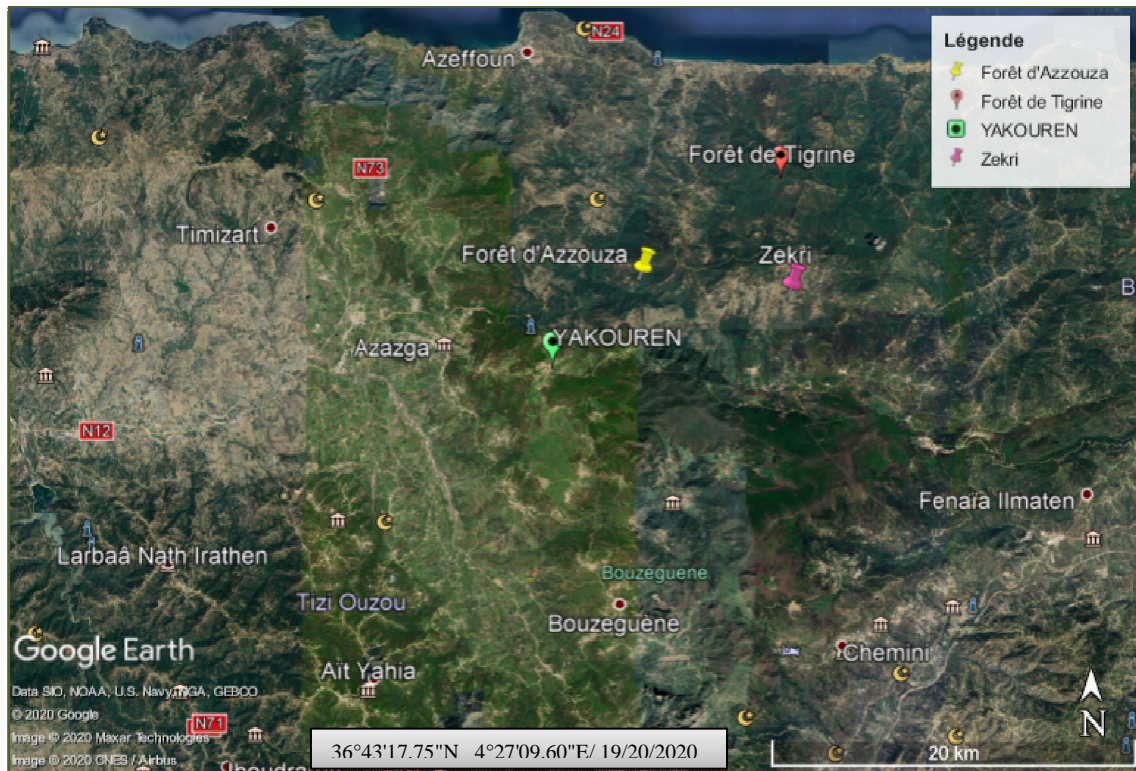 N24
Azeffoun
Légende
Forêt d'Azzouza
Forêt de Tigrine
YAKOUREN
Zekri
N73
Forêt de Tigrine
Timizart
Forêt d'Azzouza
Zekri
B
YAKOUREN
Azazga
N12
Fenaïa Ilmaten
Larbaâ Nath Irathen
Bouzeguene
Tizi Ouzou
Bouzeguène
Google Earth
Chemini
Aït Yahia
Data SIO, NOAA, U.S. Navy, NGA, GEBCO
© 2020 Google
N71
Image © 2020 Maxar Technologies
Image © 2020 CNES / Airbus
36°43'17.75"N 4°27'09.60"E/ 19/20/2020
20 km
N